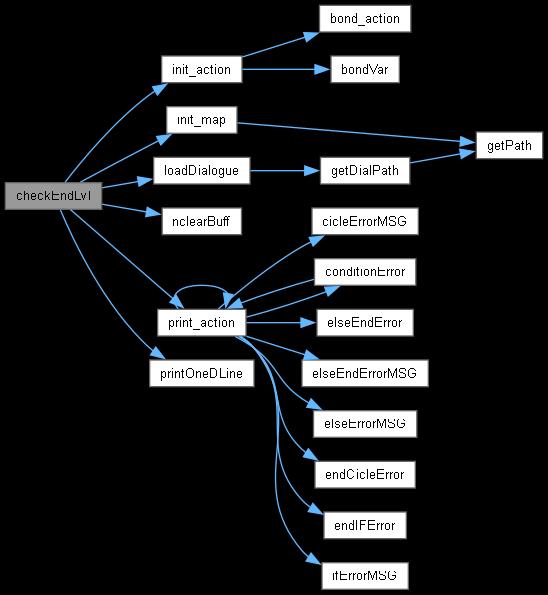 bond_action
init_action
bondVar
init_map
getPath
loadDialogue
getDialPath
checkEndLvl
nclearBuff
cicleErrorMSG
conditionError
print_action
elseEndError
printOneDLine
elseEndErrorMSG
elseErrorMSG
endCicleError
endIFError
ifErrorMSG